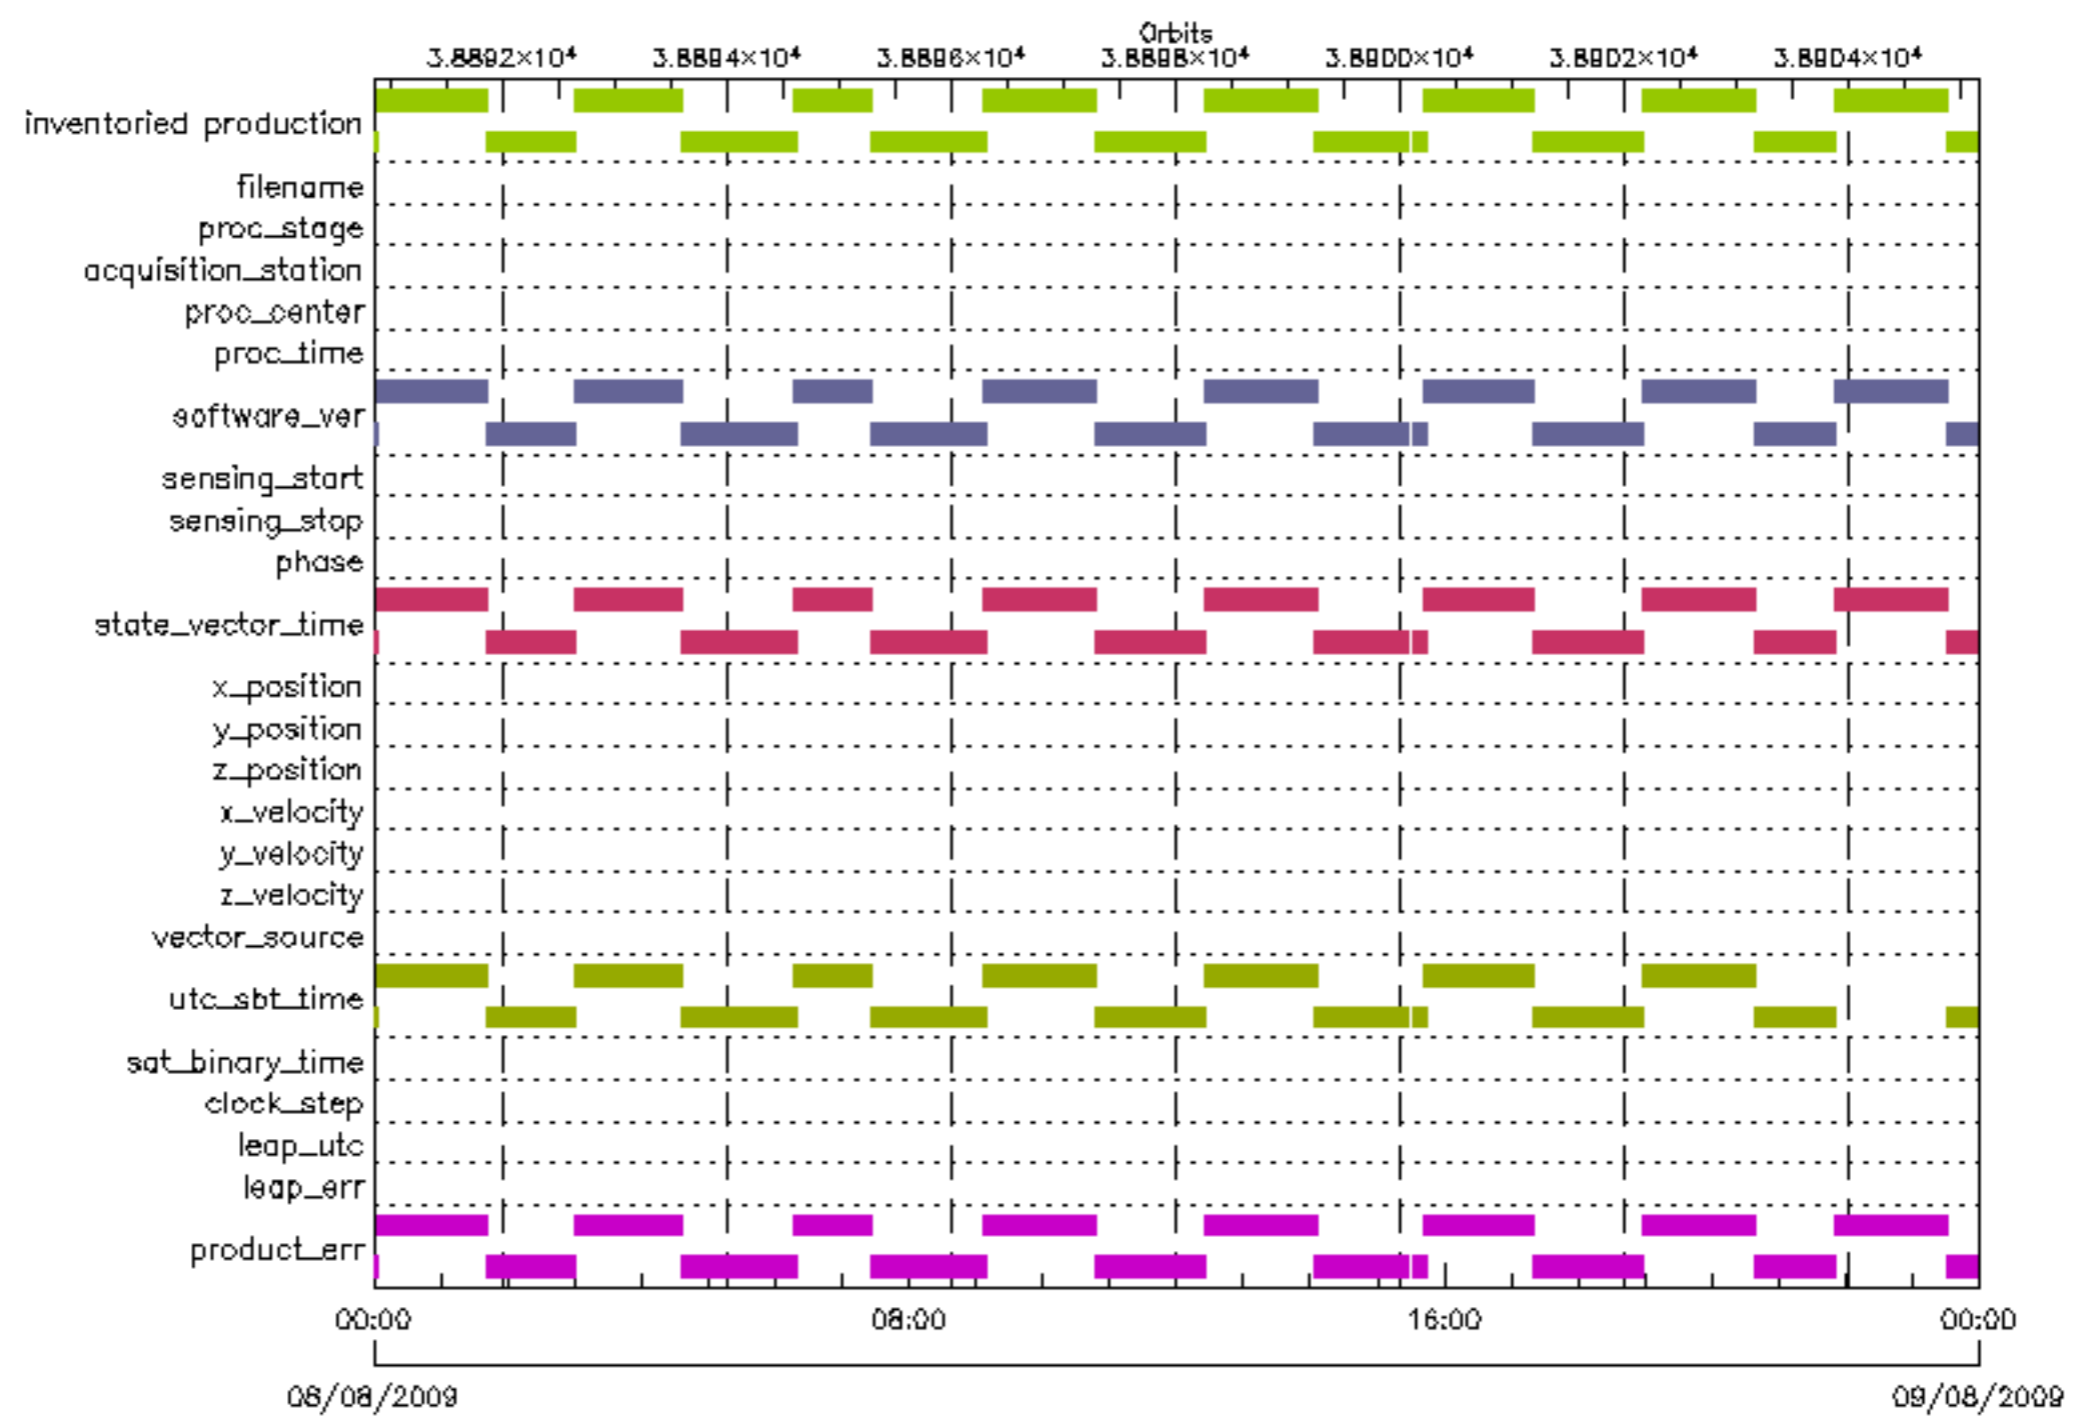 Orbits
3.8892×10⁴ 3.8894×10⁴ 3.8896×10⁴ 3.8898×10⁴ 3.8900×10⁴ 3.8902×10⁴ 3.8904×10⁴
inventoried production
filename
proc_stage
acquisition_station
proc_center
proc_time
software_ver
sensing_start
sensing_stop
phase
state_vector_time
x_position
y_position
z_position
x_velocity
y_velocity
z_velocity
vector_source
utc_sbt_time
sat_binary_time
clock_step
leap_utc
leap_err
product_err
00:00 08:00 16:00 00:00
08/08/2009 09/08/2009